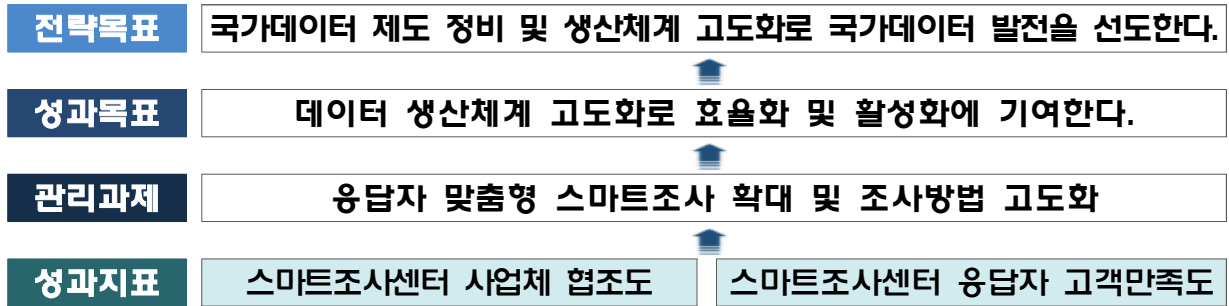 전략목표 국가데이터 제도 정비 및 생산체계 고도화로 국가데이터 발전을 선도한다.
성과목표 데이터 생산체계 고도화로 효율화 및 활성화에 기여한다.
관리과제 응답자 맞춤형 스마트조사 확대 및 조사방법 고도화
성과지표 스마트조사센터 사업체 협조도 스마트조사센터 응답자 고객만족도